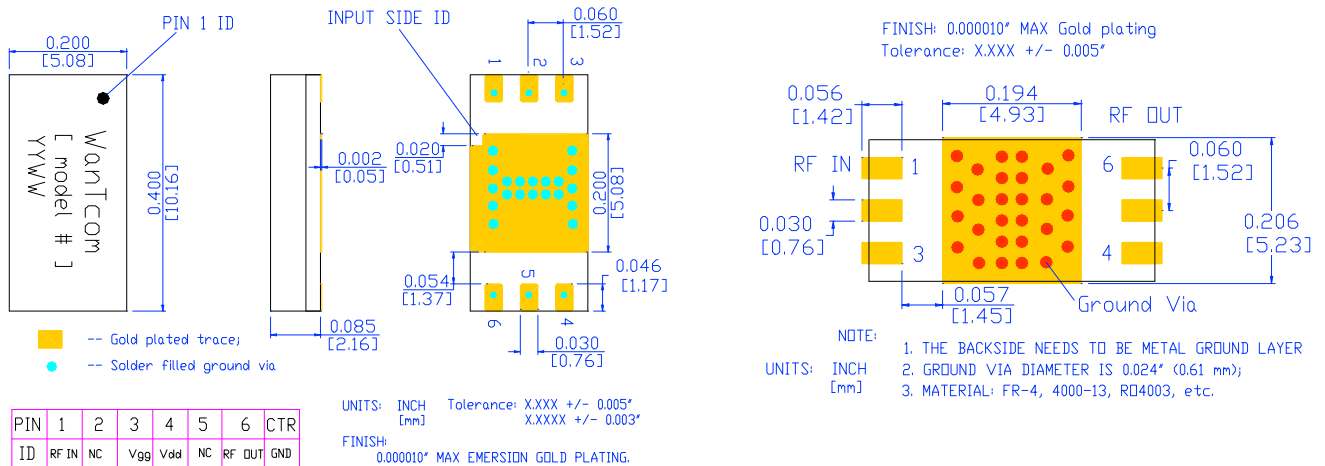 PIN 1 ID
0.200
[5.08]
WanTcom
[ model # ]
YYWW
0.400
[10.16]
0.085
[2.16]
0.002
[0.05]
INPUT SIDE ID
0.060
[1.52]
1
2
3
0.020
[0.51]
0.200
[5.08]
0.054
[1.37]
0.046
[1.17]
5
6
4
0.030
[0.76]
-- Gold plated trace;
-- Solder filled ground via
PIN 1 2 3 4 5 6 CTR
ID RF IN NC Vgg Vdd NC RF OUT GND
UNITS: INCH
[mm]
Tolerance: X.XXX +/- 0.005"
X.XXXX +/- 0.003"
FINISH:
0.000010" MAX EMERSION GOLD PLATING.
FINISH: 0.000010" MAX Gold plating
Tolerance: X.XXX +/- 0.005"
0.056
[1.42]
0.194
[4.93]
RF OUT
RF IN
1
6
0.060
[1.52]
0.030
[0.76]
3
4
0.206
[5.23]
0.057
[1.45]
Ground Via
NOTE:
1. THE BACKSIDE NEEDS TO BE METAL GROUND LAYER
2. GROUND VIA DIAMETER IS 0.024" (0.61 mm);
3. MATERIAL: FR-4, 4000-13, RO4003, etc.
UNITS: INCH
[mm]